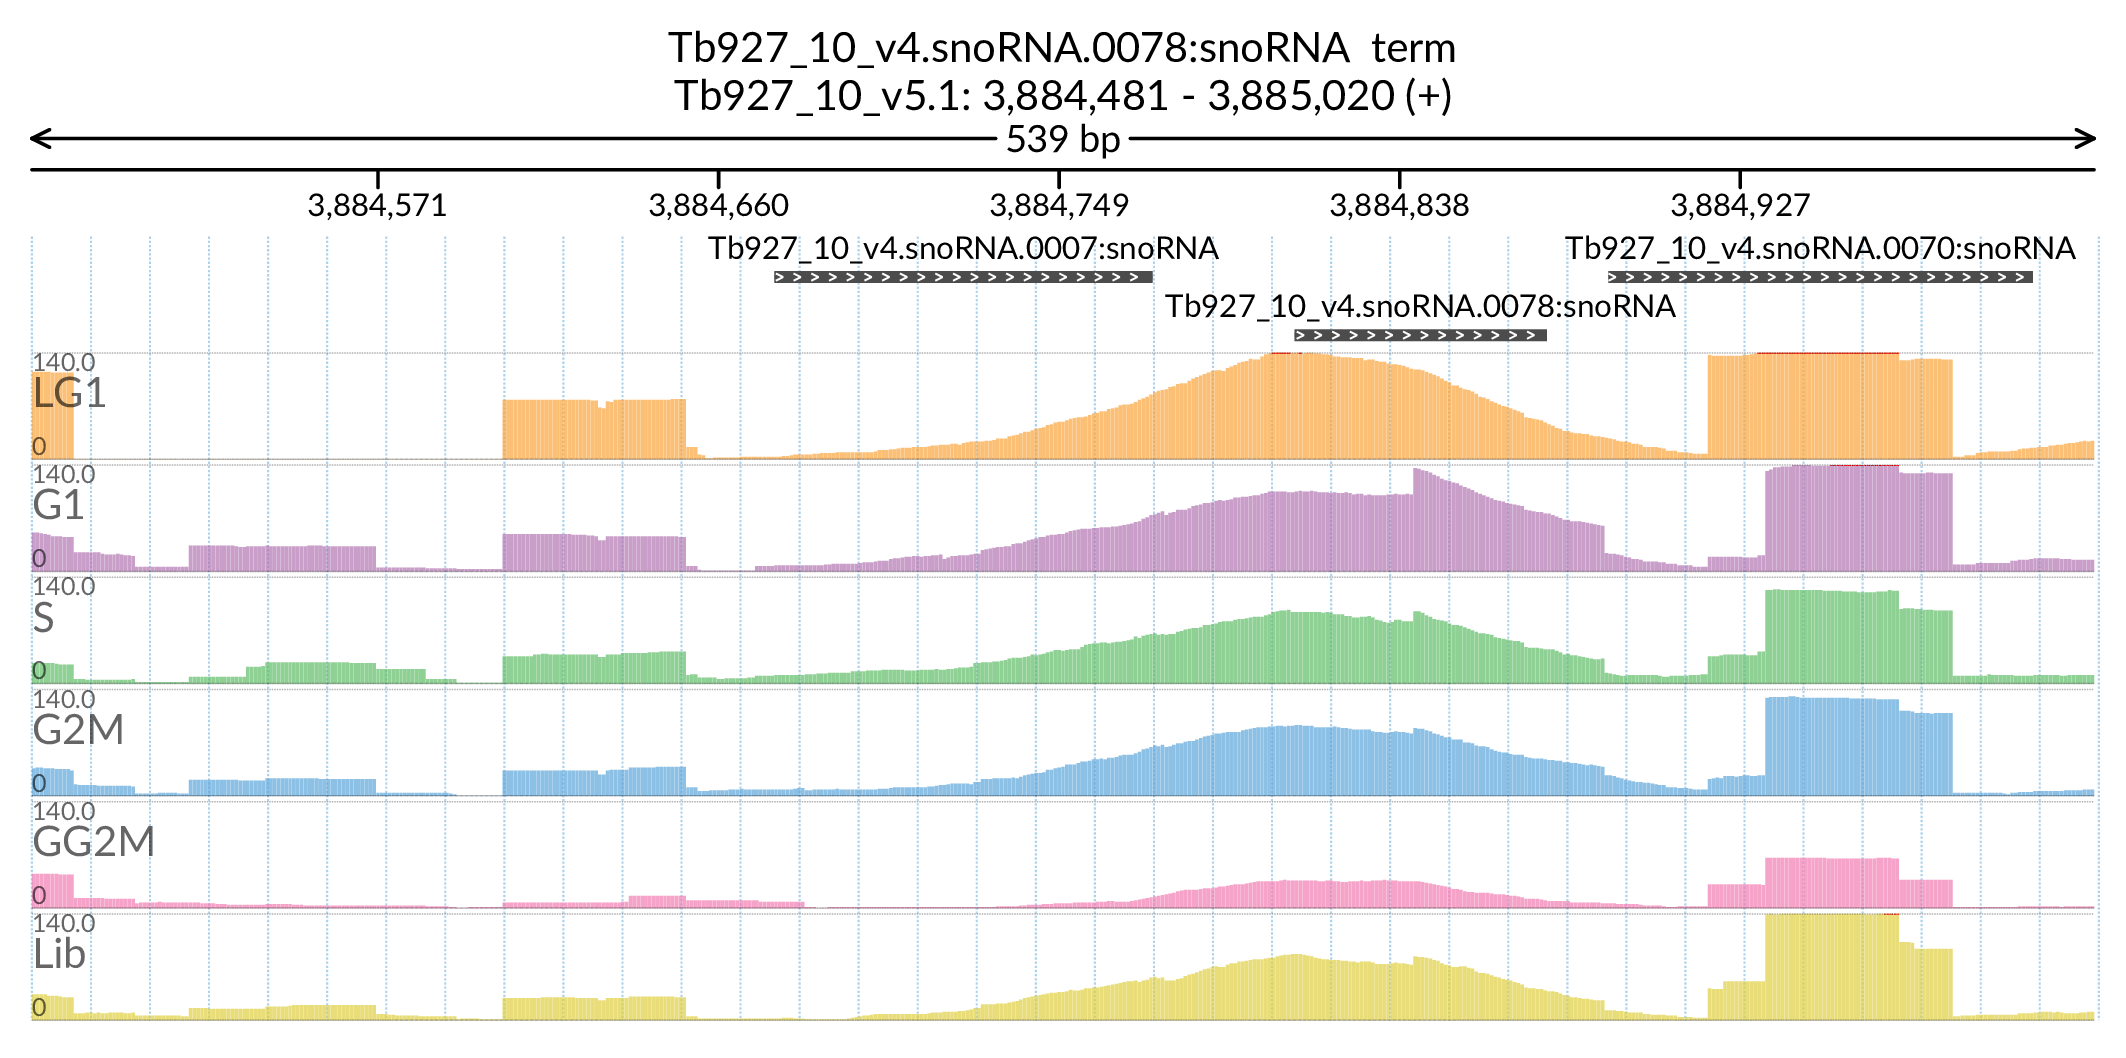 Tb927_10_v4.snoRNA.0078:snoRNA term
Tb927_10_v5.1: 3,884,481 - 3,885,020 (+)
539 bp
3,884,571 3,884,660 3,884,749 3,884,838 3,884,927
Tb927_10_v4.snoRNA.0007:snoRNA Tb927_10_v4.snoRNA.0070:snoRNA
Tb927_10_v4.snoRNA.0078:snoRNA
140.0
LG1
0
140.0
G1
0
140.0
S
0
140.0
G2M
0
140.0
GG2M
0
140.0
Lib
0